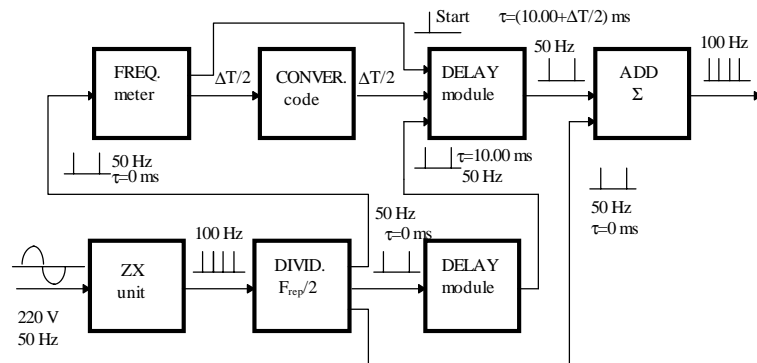 Start
τ=(10.00+ΔT/2) ms
FREQ.
meter
ΔT/2
CONVER.
code
ΔT/2
DELAY
module
50 Hz
ADD
Σ
100 Hz
50 Hz
τ=0 ms
τ=10.00 ms
50 Hz
50 Hz
τ=0 ms
220 V
50 Hz
ZX
unit
100 Hz
DIVID.
Frep/2
50 Hz
τ=0 ms
DELAY
module